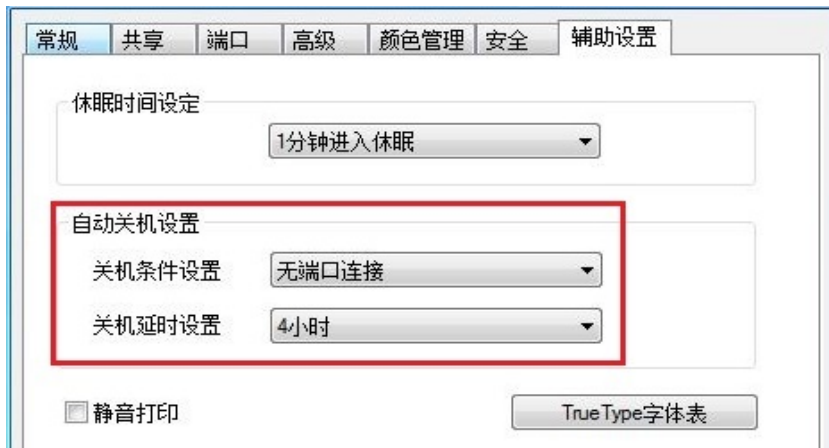 常规 共享 端口 高级 颜色管理 安全 辅助设置
休眠时间设定
1分钟进入休眠
自动关机设置
关机条件设置 无端口连接
关机延时设置 4小时
静音打印 TrueType字体表